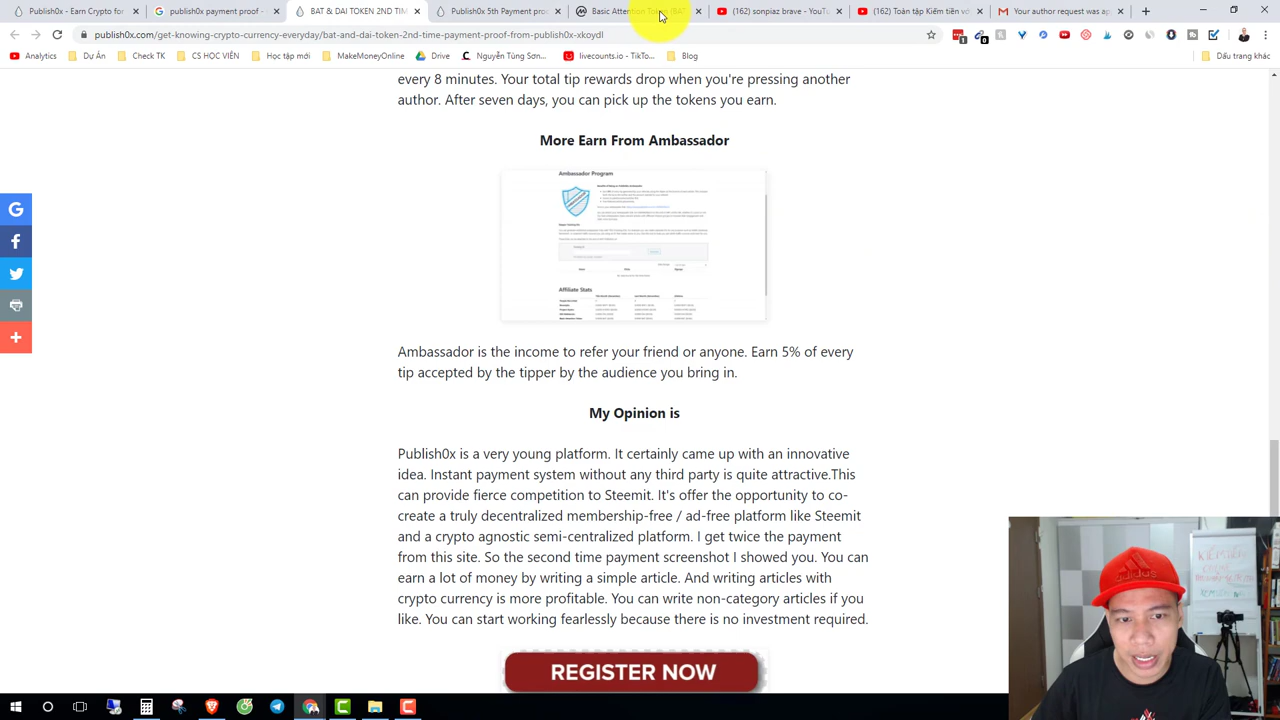 Publish0x - Earn Crypto for
publish0x payment proof -
BAT & DAI TOKEN 2ND TIM
Publish0x 5th Payment pro
Basic Attention Token (BAT
(162) sonpiaz brave - YouTu
(162) Toàn tập Kiếm tiền vớ
Your author request was ap
publish0x.com/get-knowledge-crypto-currency-everyday/bat-and-dai-token-2nd-time-payment-proof-from-publish0x-xkoydl
Analytics
Dự Án
Check TK
CS HỌC VIÊN
Học tập mới
MakeMoneyOnline
Drive
Nguyễn Tùng Sơn...
livecounts.io - TikTo...
Blog
Dấu trang khác
every 8 minutes. Your total tip rewards drop when you're pressing another
author. After seven days, you can pick up the tokens you earn.
More Earn From Ambassador
Ambassador Program
Affiliate Stats
Ambassador is the income to refer your friend or anyone. Earn 5% of every
tip accepted by the tipper by the audience you bring in.
My Opinion is
Publish0x is a very young platform. It certainly came up with an innovative
idea. Instant payment system without any third party is quite attractive.This
can provide fierce competition to Steemit. It's offer the opportunity to co-
create a truly decentralized membership-free / ad-free platform like Steemit
and a crypto agnostic semi-centralized platform. I get twice the payment
from this site. So the second time payment screenshot I showed you. You can
earn a lot of money by writing a simple article. And writing articles with
cryptocurrency is more profitable. You can write non-category articles if you
like. You can start working fearlessly because there is no investment required.
REGISTER NOW
adidas